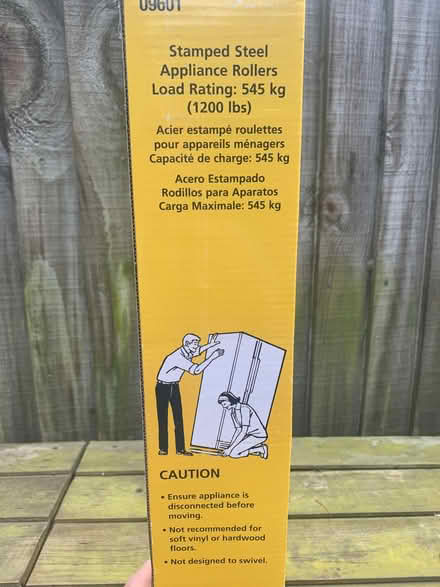 09601
Stamped Steel
Appliance Rollers
Load Rating: 545 kg
(1200 lbs)
Acier estampé roulettes
pour appareils ménagers
Capacité de charge: 545 kg
Acero Estampado
Rodillos para Aparatos
Carga Maximale: 545 kg
CAUTION
• Ensure appliance is
disconnected before
moving.
• Not recommended for
soft vinyl or hardwood
floors.
• Not designed to swivel.